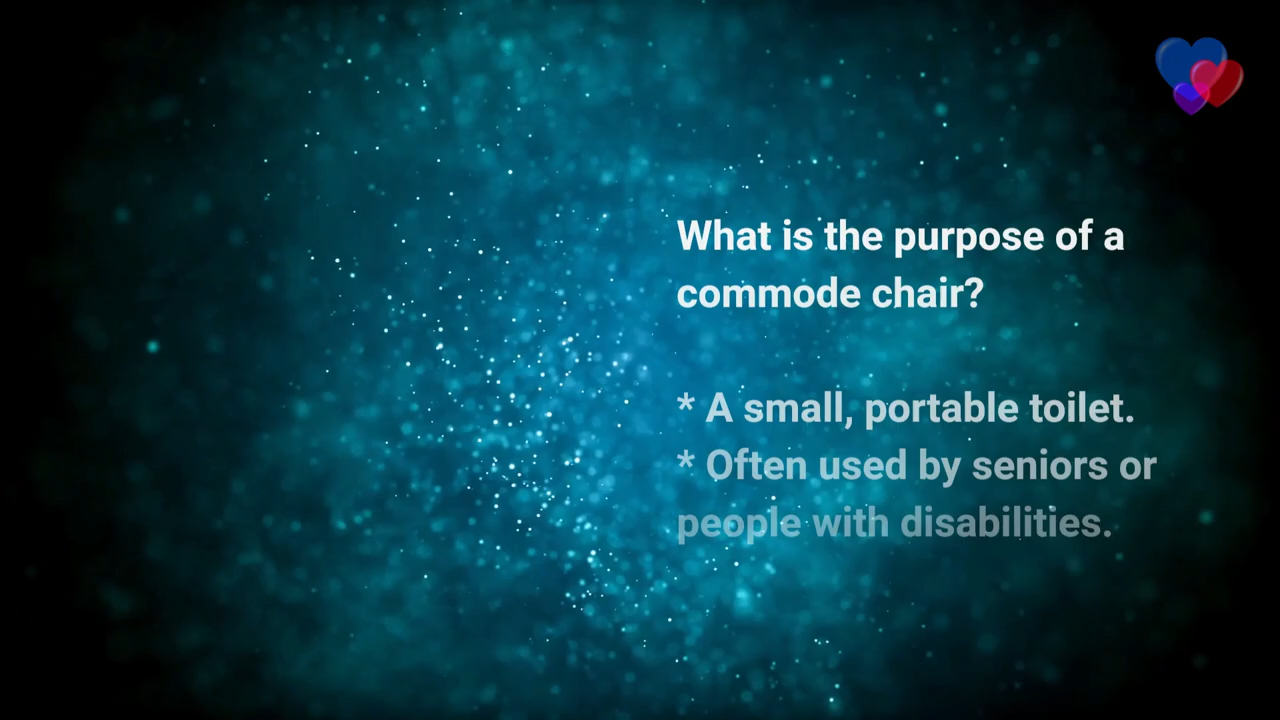 What is the purpose of a
commode chair?
* A small, portable toilet.
* Often used by seniors or
people with disabilities.